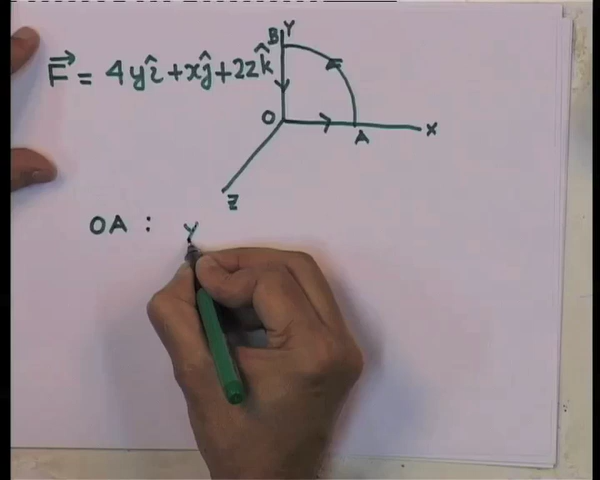 F⃗ = 4yî + xĵ + 2zk̂
B Y
O
A
X
Z
OA : y